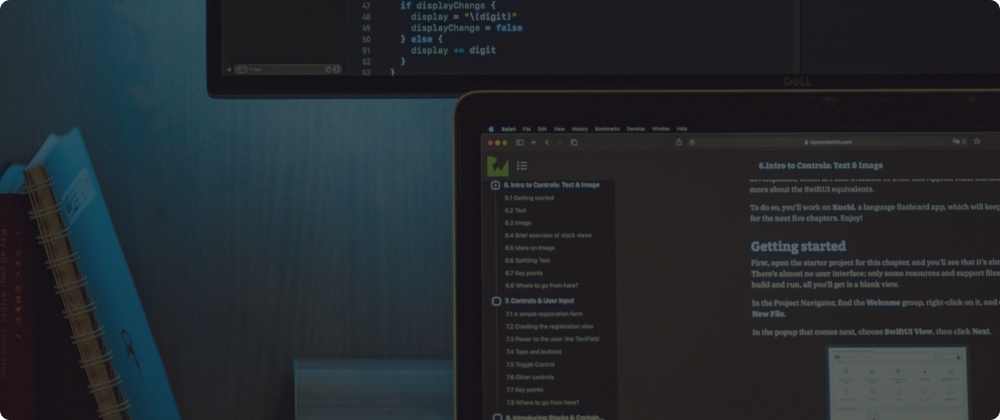 47 if displayChange {
48 display = "\(digit)"
49 displayChange = false
50 } else {
51 display += digit
52 }
53 }
+ Filter
DELL
Safari File Edit View History Bookmarks Develop Window Help
raywenderlich.com
6.Intro to Controls: Text & Image
6. Intro to Controls: Text & Image
6.1 Getting started
6.2 Text
6.3 Image
6.4 Brief overview of stack views
6.5 More on Image
6.6 Splitting Text
6.7 Key points
6.8 Where to go from here?
7. Controls & User Input
7.1 A simple registration form
7.2 Creating the registration view
7.3 Power to the user: the TextField
7.4 Taps and buttons
7.5 Toggle Control
7.6 Other controls
7.7 Key points
7.8 Where to go from here?
8. Introducing Stacks & Contain...
more about the SwiftUI equivalents.
To do so, you'll work on Kuchi, a language flashcard app, which will keep
for the next five chapters. Enjoy!
Getting started
First, open the starter project for this chapter, and you'll see that it's
There's almost no user interface; only some resources and support files
build and run, all you'll get is a blank view.
In the Project Navigator, find the Welcome group, right-click on it, and
New File.
In the popup that comes next, choose SwiftUI View, then click Next.